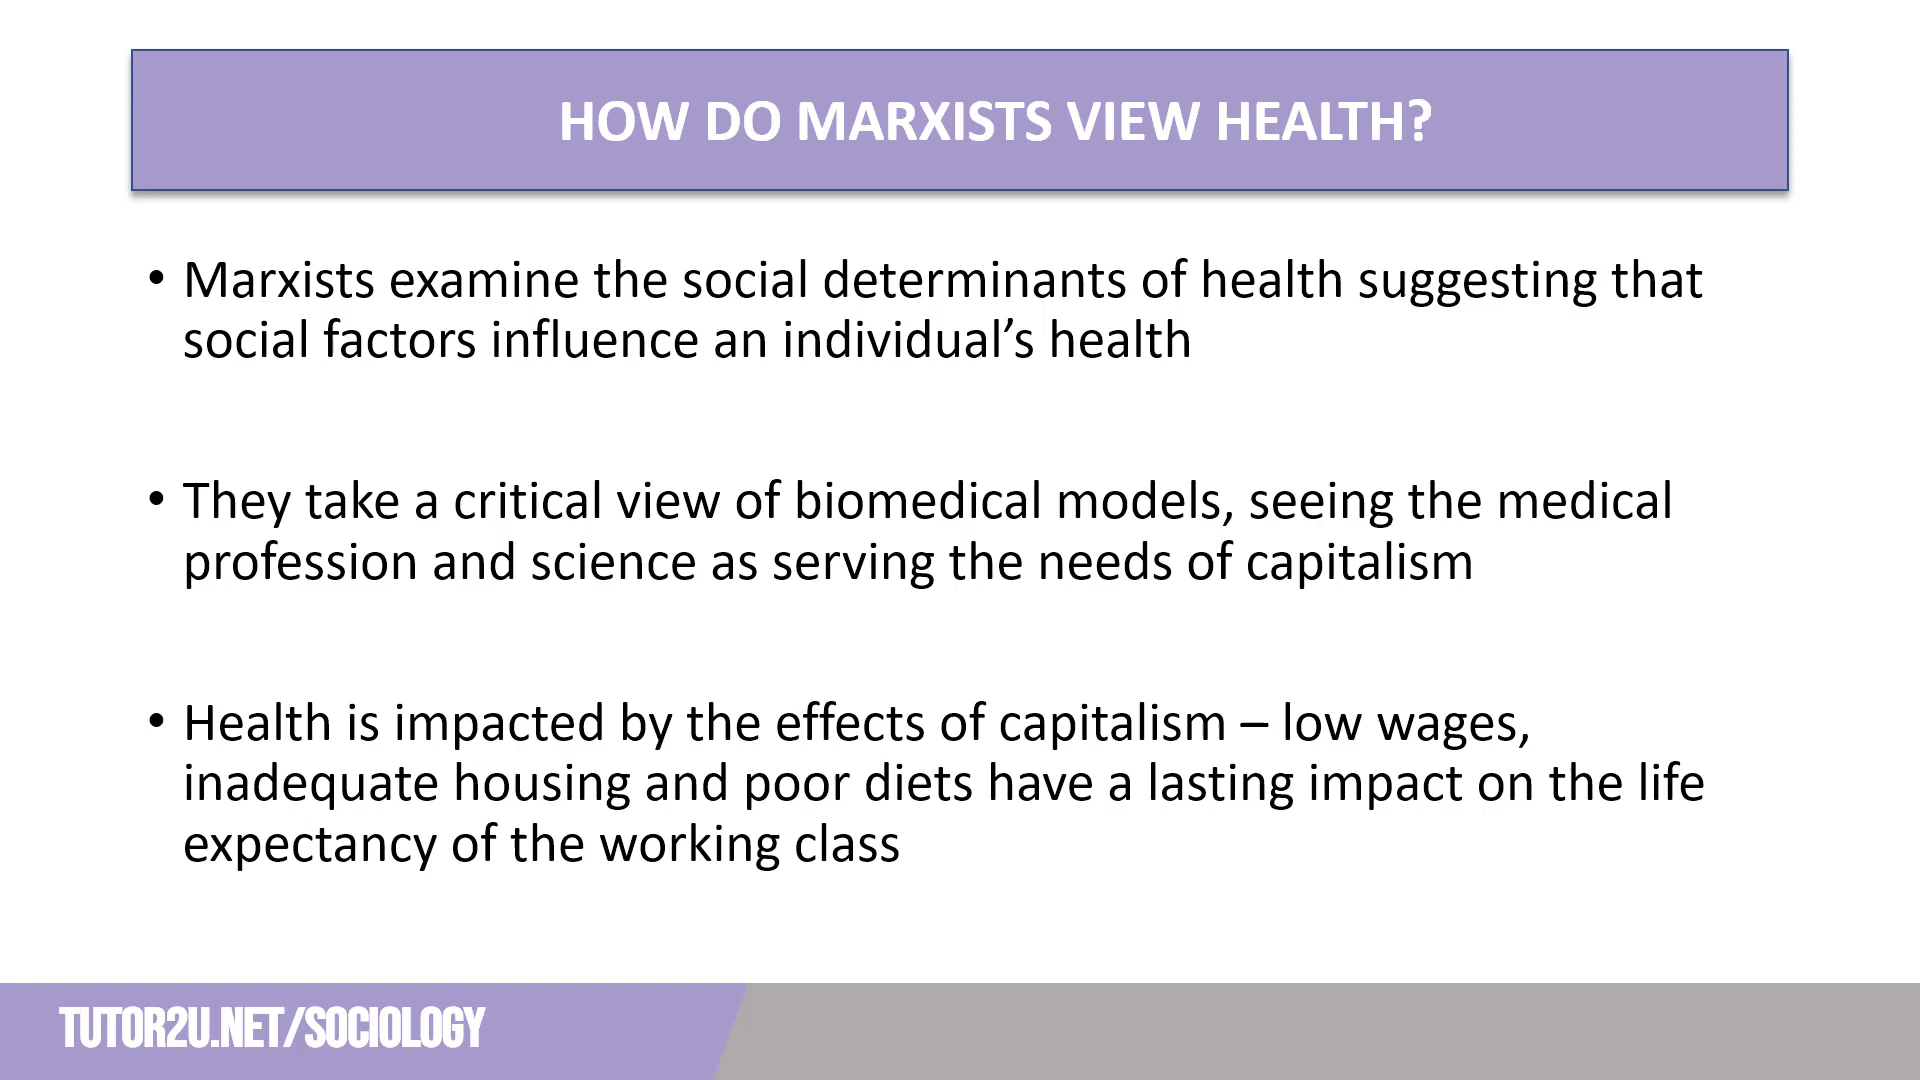 HOW DO MARXISTS VIEW HEALTH?
• Marxists examine the social determinants of health suggesting that
social factors influence an individual’s health
• They take a critical view of biomedical models, seeing the medical
profession and science as serving the needs of capitalism
• Health is impacted by the effects of capitalism – low wages,
inadequate housing and poor diets have a lasting impact on the life
expectancy of the working class
TUTOR2U.NET/SOCIOLOGY